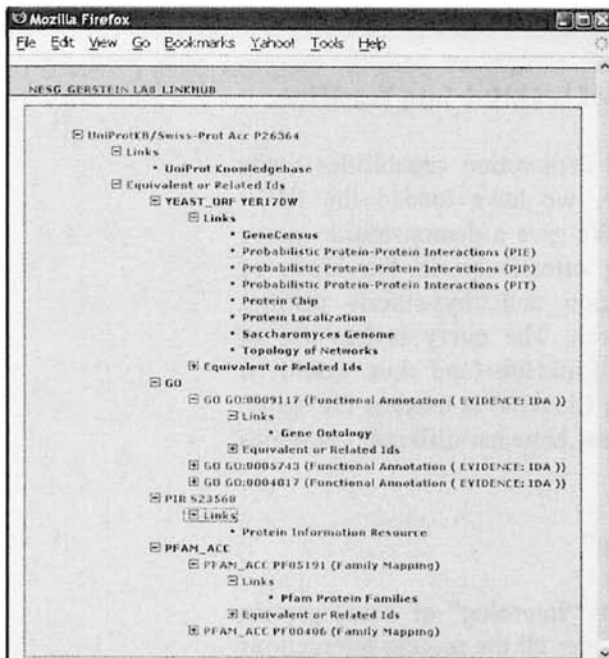 Mozilla Firefox
File Edit View Go Bookmarks Yahoo! Tools Help
NESG GERSTEIN LAB LINKHUB
UniProtKB/Swiss-Prot Acc P26364
Links
• UniProt Knowledgebase
Equivalent or Related Ids
YEAST_ORF YER170W
Links
• GeneCensus
• Probabilistic Protein-Protein Interactions (PIE)
• Probabilistic Protein-Protein Interactions (PIP)
• Probabilistic Protein-Protein Interactions (PIT)
• Protein Chip
• Protein Localization
• Saccharomyces Genome
• Topology of Networks
Equivalent or Related Ids
GO
GO GO:0009117 (Functional Annotation ( EVIDENCE: IDA ))
Links
• Gene Ontology
Equivalent or Related Ids
GO GO:0005743 (Functional Annotation ( EVIDENCE: IDA ))
GO GO:0004017 (Functional Annotation ( EVIDENCE: IDA ))
PIR S23568
Links
• Protein Information Resource
PFAM_ACC
PFAM_ACC PF05191 (Family Mapping)
Links
• Pfam Protein Families
Equivalent or Related Ids
PFAM_ACC PF00406 (Family Mapping)